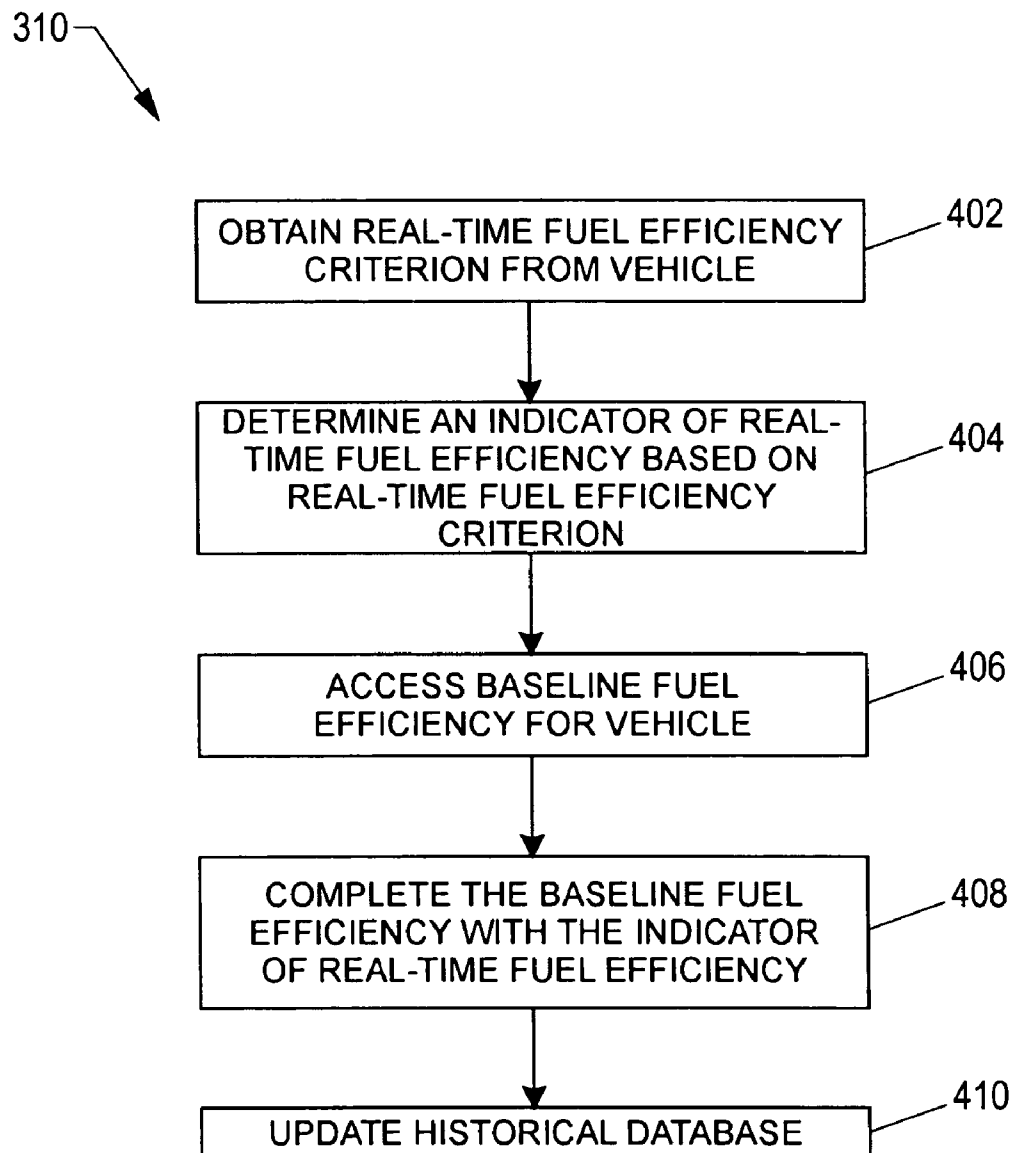 310
OBTAIN REAL-TIME FUEL EFFICIENCY
CRITERION FROM VEHICLE
402
DETERMINE AN INDICATOR OF REAL-
TIME FUEL EFFICIENCY BASED ON
REAL-TIME FUEL EFFICIENCY
CRITERION
404
ACCESS BASELINE FUEL
EFFICIENCY FOR VEHICLE
406
COMPLETE THE BASELINE FUEL
EFFICIENCY WITH THE INDICATOR
OF REAL-TIME FUEL EFFICIENCY
408
UPDATE HISTORICAL DATABASE
410